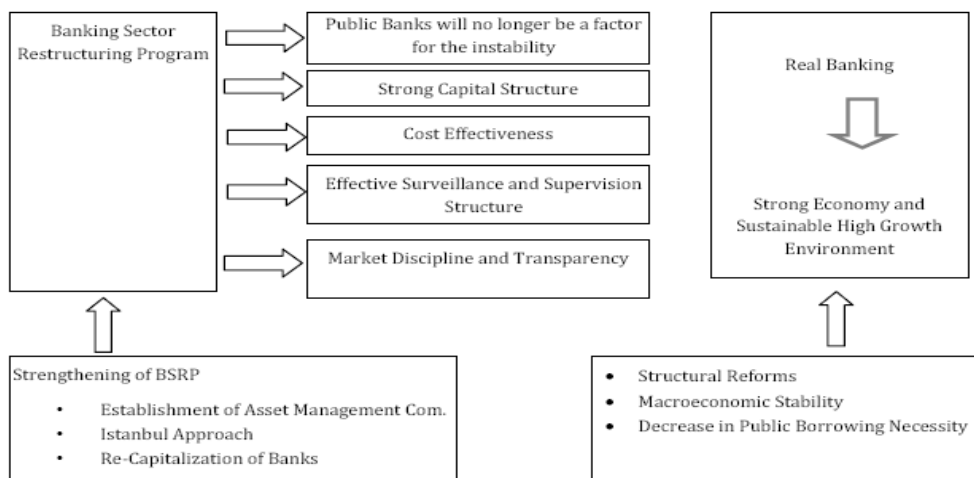 Banking Sector
Restructuring Program
Public Banks will no longer be a factor
for the instability
Strong Capital Structure
Cost Effectiveness
Effective Surveillance and Supervision
Structure
Market Discipline and Transparency
Real Banking
Strong Economy and
Sustainable High Growth
Environment
Strengthening of BSRP
• Establishment of Asset Management Com.
• Istanbul Approach
• Re-Capitalization of Banks
• Structural Reforms
• Macroeconomic Stability
• Decrease in Public Borrowing Necessity